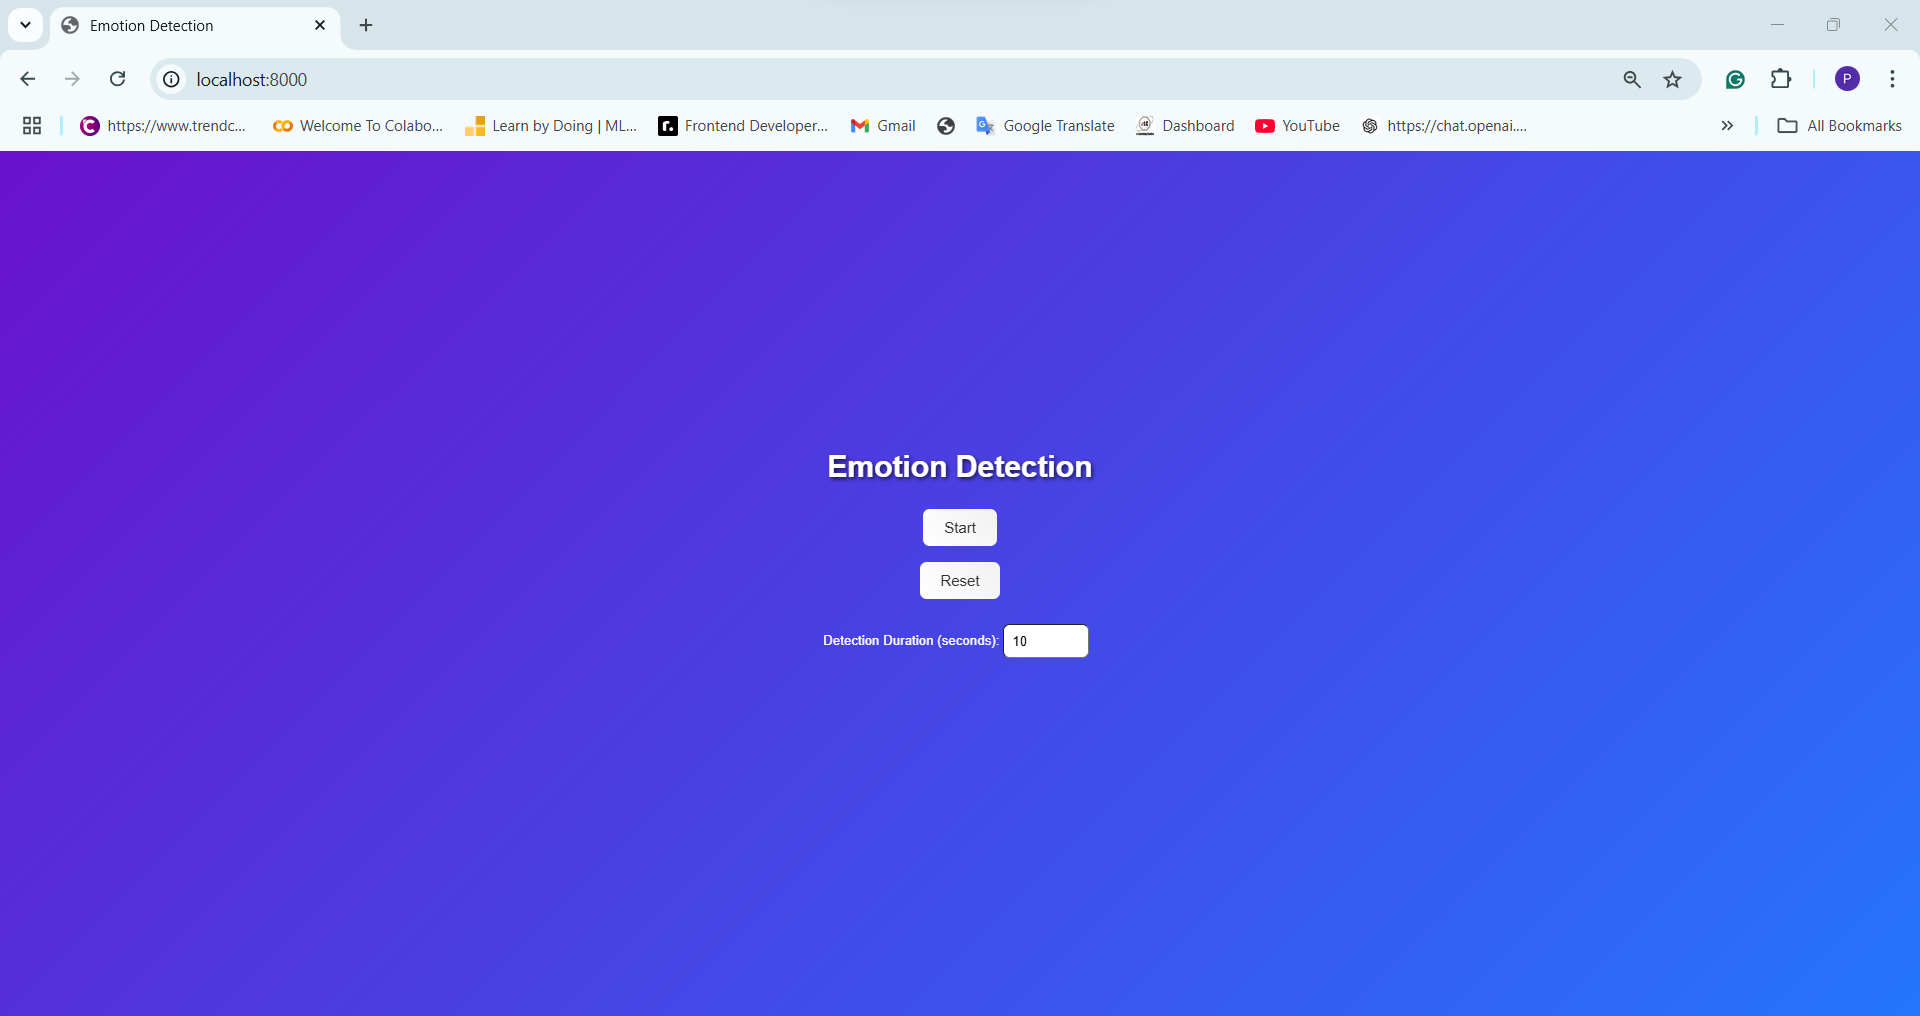 Emotion Detection
localhost:8000
P
https://www.trendc...
Welcome To Colabo...
Learn by Doing | ML...
Frontend Developer...
Gmail
Google Translate
Dashboard
YouTube
https://chat.openai....
All Bookmarks
Emotion Detection
Start
Reset
Detection Duration (seconds): 10